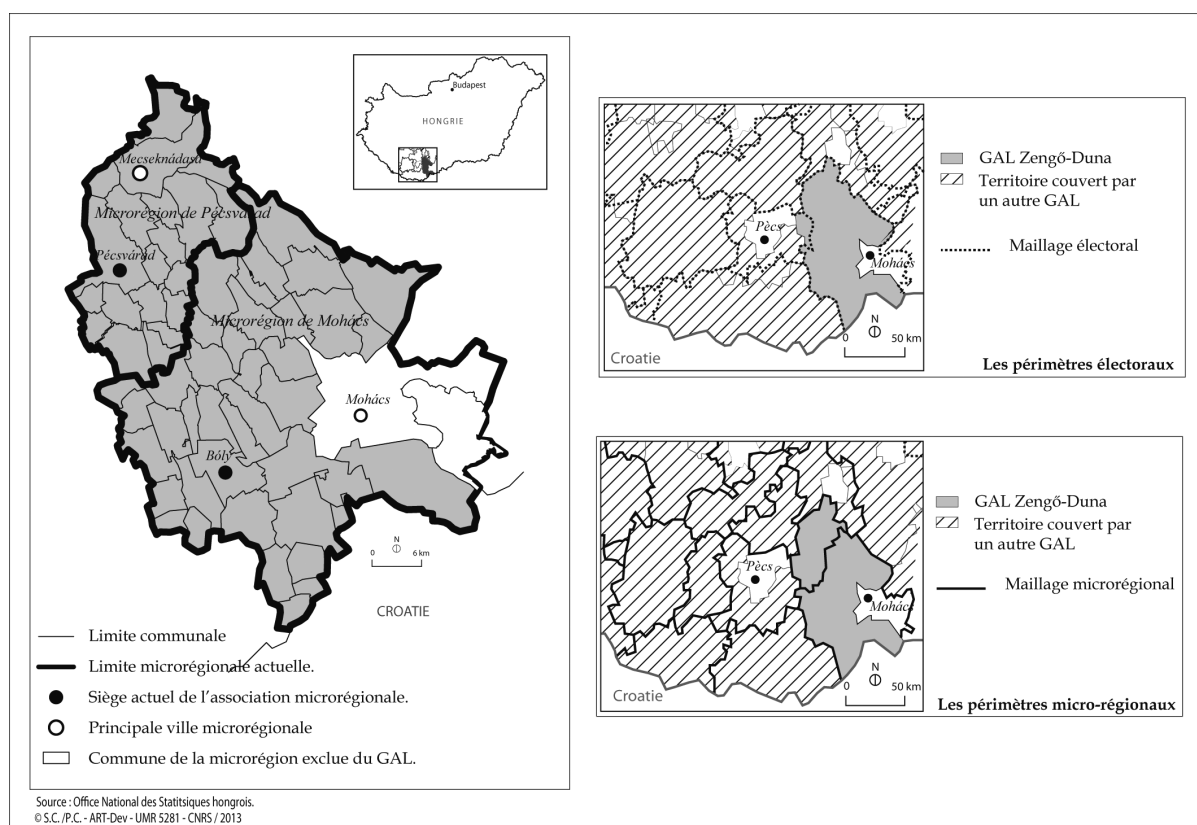 Budapest
HONGRIE
Mecseknádasd
Microrégion de Pécsvárad
Pécsvárad
Microrégion de Mohács
Mohács
Bóly
N
0 6 km
CROATIE
Limite communale
Limite microrégionale actuelle.
Siège actuel de l'association microrégionale.
Principale ville microrégionale
Commune de la microrégion exclue du GAL.
Source : Office National des Statitsiques hongrois.
© S.C. /P.C. - ART-Dev - UMR 5281 - CNRS / 2013
Pècs
Mohács
N
0 50 km
Croatie
Les périmètres électoraux
GAL Zengő-Duna
Territoire couvert par
un autre GAL
Maillage électoral
Pècs
Mohács
N
0 50 km
Croatie
Les périmètres micro-régionaux
GAL Zengő-Duna
Territoire couvert par
un autre GAL
Maillage microrégional